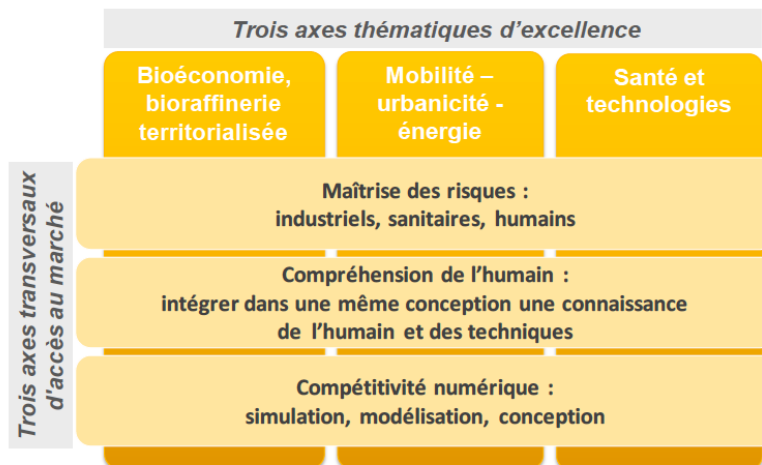 Trois axes thématiques d'excellence
Bioéconomie,
bioraffinerie
territorialisée
Mobilité –
urbanicité -
énergie
Santé et
technologies
Trois axes transversaux
d'accès au marché
Maîtrise des risques :
industriels, sanitaires, humains
Compréhension de l'humain :
intégrer dans une même conception une connaissance
de l'humain et des techniques
Compétitivité numérique :
simulation, modélisation, conception